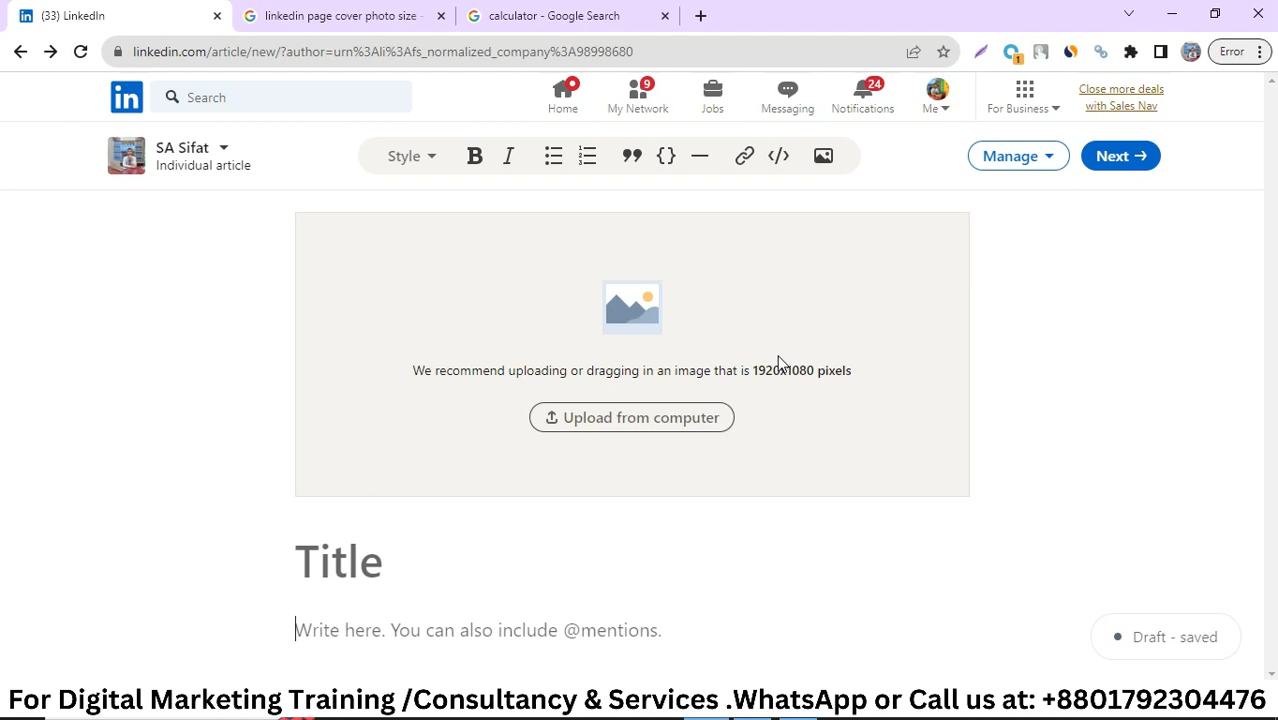 (33) LinkedIn
linkedin page cover photo size -
calculator - Google Search
linkedin.com/article/new/?author=urn%3Ali%3Afs_normalized_company%3A98998680
1
Error
in
Search
Home
9
My Network
Jobs
Messaging
24
Notifications
Me
For Business
Close more deals
with Sales Nav
SA Sifat
Individual article
Style
B
I
Manage
Next →
We recommend uploading or dragging in an image that is 1920x1080 pixels
Upload from computer
Title
Write here. You can also include @mentions.
Draft - saved
For Digital Marketing Training /Consultancy & Services .WhatsApp or Call us at: +8801792304476